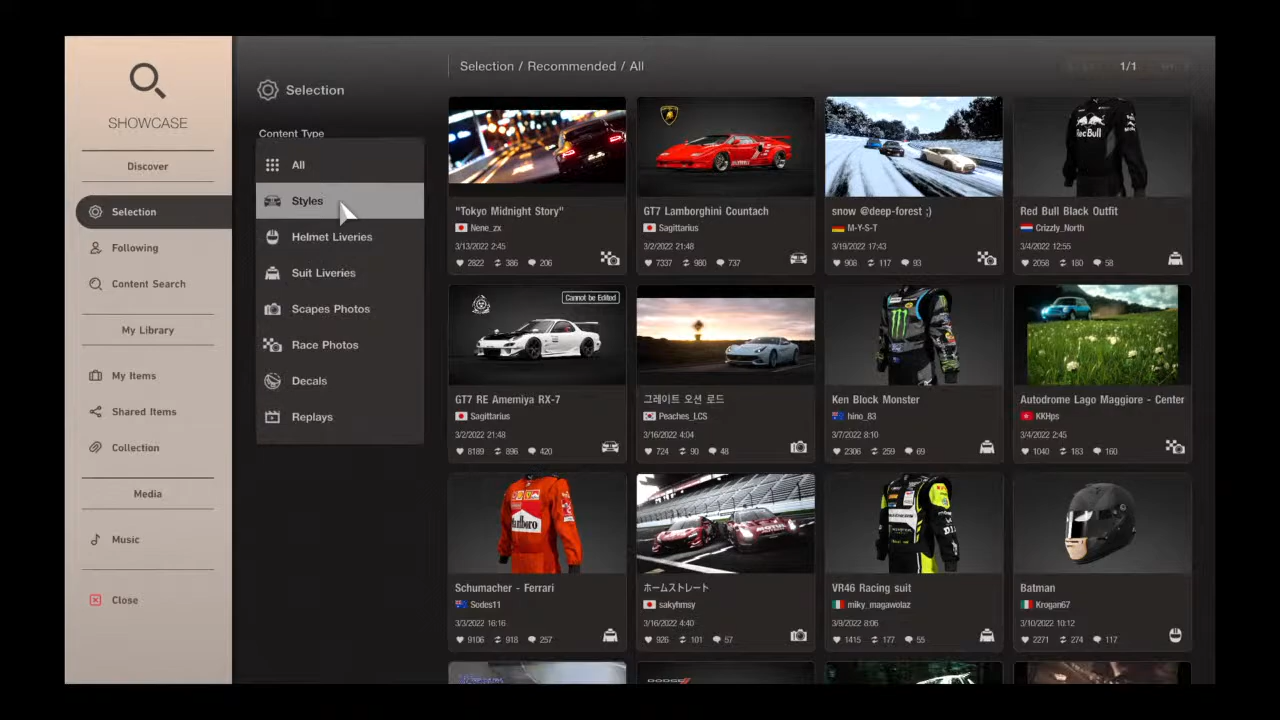 SHOWCASE
Discover
Selection
Following
Content Search
My Library
My Items
Shared Items
Collection
Media
Music
Close
Selection
Content Type
All
Styles
Helmet Liveries
Suit Liveries
Scapes Photos
Race Photos
Decals
Replays
Selection / Recommended / All
1/1
"Tokyo Midnight Story"
Nene_zx
3/13/2022 2:45
2822 386 206
GT7 Lamborghini Countach
Sagittarius
3/2/2022 21:48
7337 980 737
snow @deep-forest ;)
M-Y-S-T
3/19/2022 17:43
908 117 93
Red Bull
Red Bull Black Outfit
Crizzly_North
3/4/2022 12:55
2058 180 58
Cannot be Edited
GT7 RE Amemiya RX-7
Sagittarius
3/2/2022 21:48
8189 896 420
그레이트 오션 로드
Peaches_LCS
3/16/2022 4:04
724 90 48
Ken Block Monster
hino_83
3/7/2022 8:10
2306 259 69
Autodrome Lago Maggiore - Center
KKHps
3/4/2022 2:45
1040 183 160
Marlboro
Schumacher - Ferrari
Sodes11
3/3/2022 16:16
9106 918 257
MOTUL
ホームストレート
sakyhmsy
3/16/2022 4:40
926 101 57
VR46 Racing suit
miky_magawolaz
3/9/2022 8:06
1415 177 55
Batman
Krogan67
3/10/2022 10:12
2271 274 117
DODGE